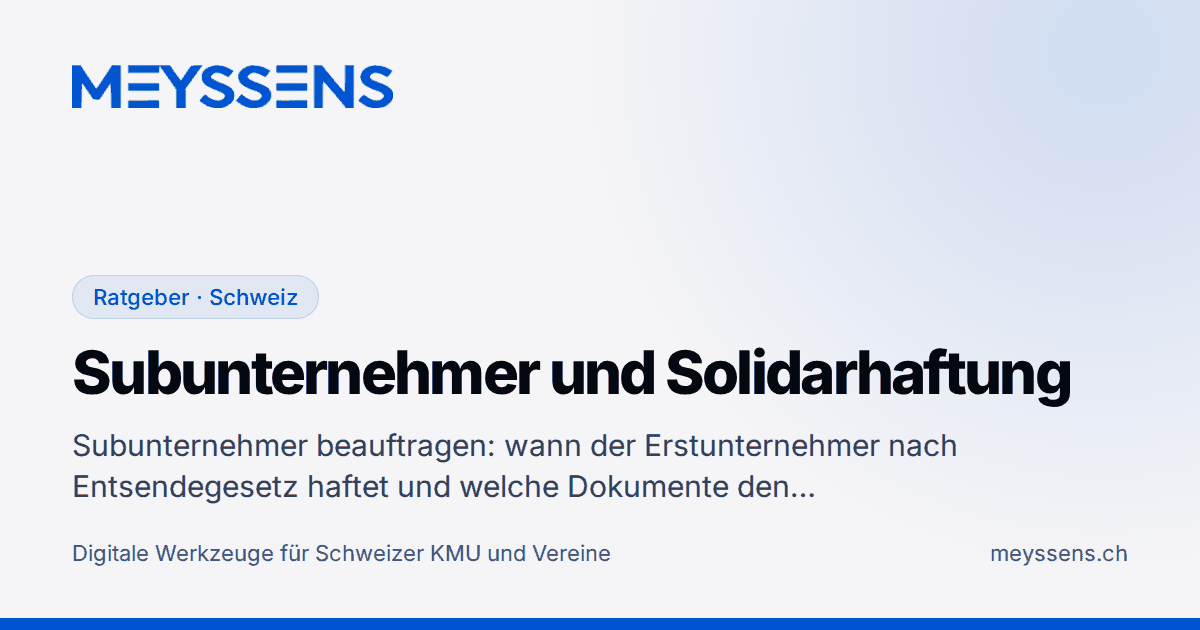 MEYSSENS
Ratgeber · Schweiz
Subunternehmer und Solidarhaftung
Subunternehmer beauftragen: wann der Erstunternehmer nach
Entsendegesetz haftet und welche Dokumente den...
Digitale Werkzeuge für Schweizer KMU und Vereine
meyssens.ch